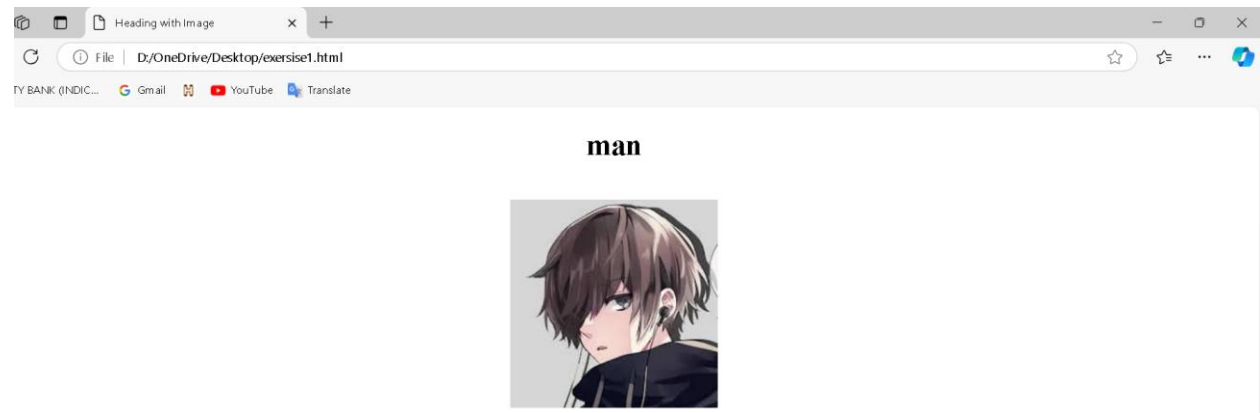 Heading with Image
File D:/OneDrive/Desktop/exersise1.html
TY BANK (INDIC... Gmail YouTube Translate
man